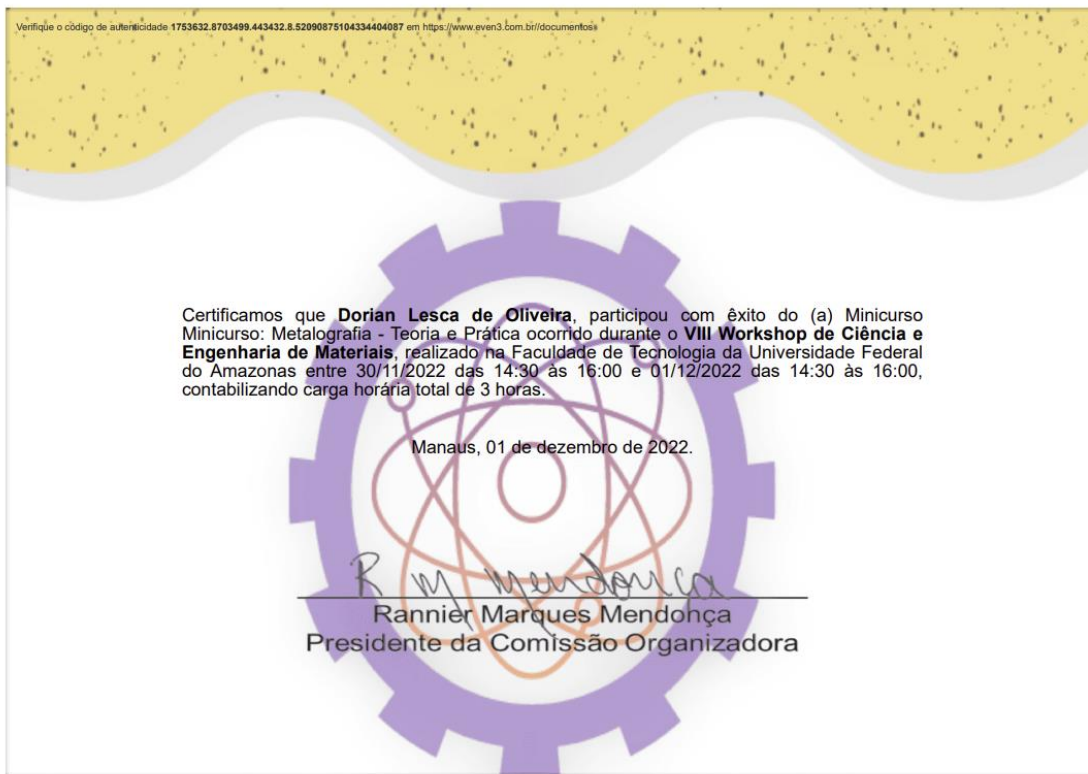 Verifique o código de autenticidade 1753632.8703499.443432.8.52090875104334404087 em https://www.even3.com.br//documentos
Certificamos que Dorian Lesca de Oliveira, participou com êxito do (a) Minicurso
Minicurso: Metalografia - Teoria e Prática ocorrido durante o VIII Workshop de Ciência e
Engenharia de Materiais, realizado na Faculdade de Tecnologia da Universidade Federal
do Amazonas entre 30/11/2022 das 14:30 às 16:00 e 01/12/2022 das 14:30 às 16:00,
contabilizando carga horária total de 3 horas.
Manaus, 01 de dezembro de 2022.
R M Mendonça
Rannier Marques Mendonça
Presidente da Comissão Organizadora